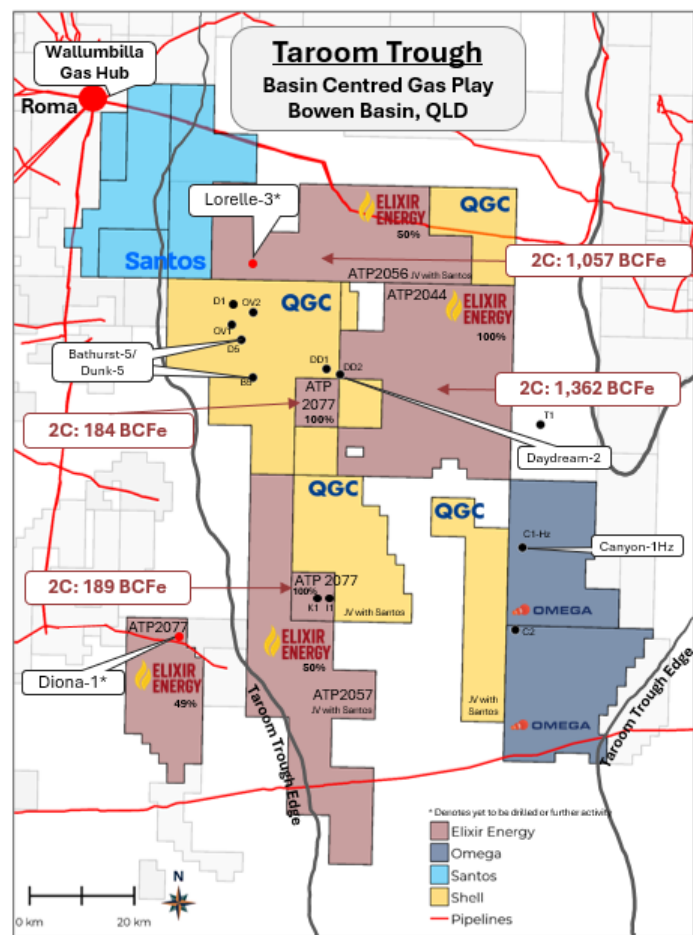 Taroom Trough
Basin Centred Gas Play
Bowen Basin, QLD
Wallumbilla
Gas Hub
Roma
Santos
Lorelle-3*
ELIXIR
ENERGY
50%
QGC
2C: 1,057 BCFe
ATP2056 JV with Santos
ATP2044
ELIXIR
ENERGY
100%
QGC
D1
OV2
OV1
D5
Bathurst-5/
Dunk-5
DD1
DD2
ATP
2077
100%
2C: 1,362 BCFe
2C: 184 BCFe
T1
Daydream-2
QGC
QGC
C1-Hz
Canyon-1Hz
2C: 189 BCFe
ATP 2077
100%
K1
I1
JV with Santos
OMEGA
C2
ATP2077
Diona-1*
ELIXIR
ENERGY
49%
ELIXIR
ENERGY
50%
ATP2057
JV with Santos
JV with
Santos
OMEGA
Taroom Trough Edge
Taroom Trough Edge
* Denotes yet to be drilled or further activity
Elixir Energy
Omega
Santos
Shell
Pipelines
N
0 km
20 km